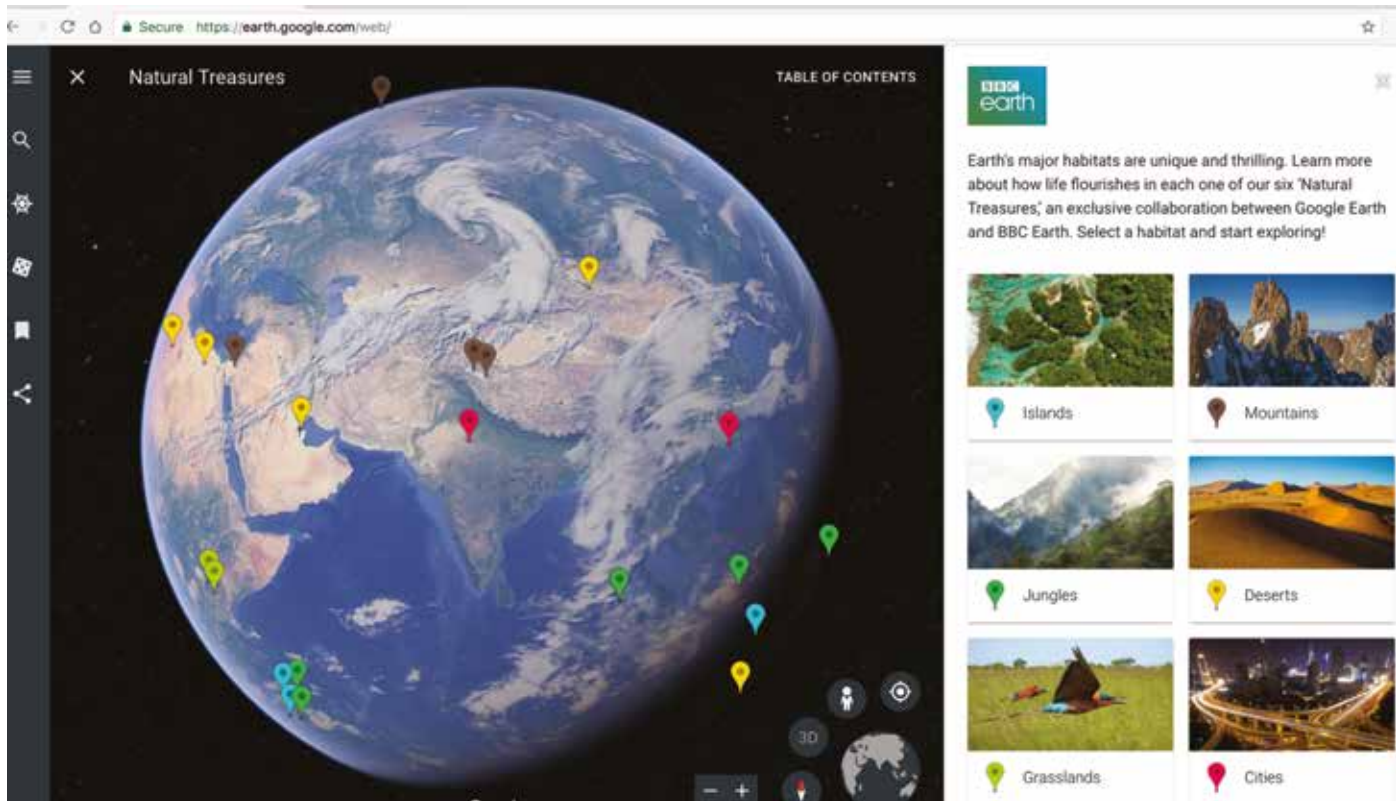 Secure https://earth.google.com/web/
Natural Treasures
TABLE OF CONTENTS
BBC
earth
Earth's major habitats are unique and thrilling. Learn more
about how life flourishes in each one of our six 'Natural
Treasures,' an exclusive collaboration between Google Earth
and BBC Earth. Select a habitat and start exploring!
Islands
Mountains
Jungles
Deserts
Grasslands
Cities
3D